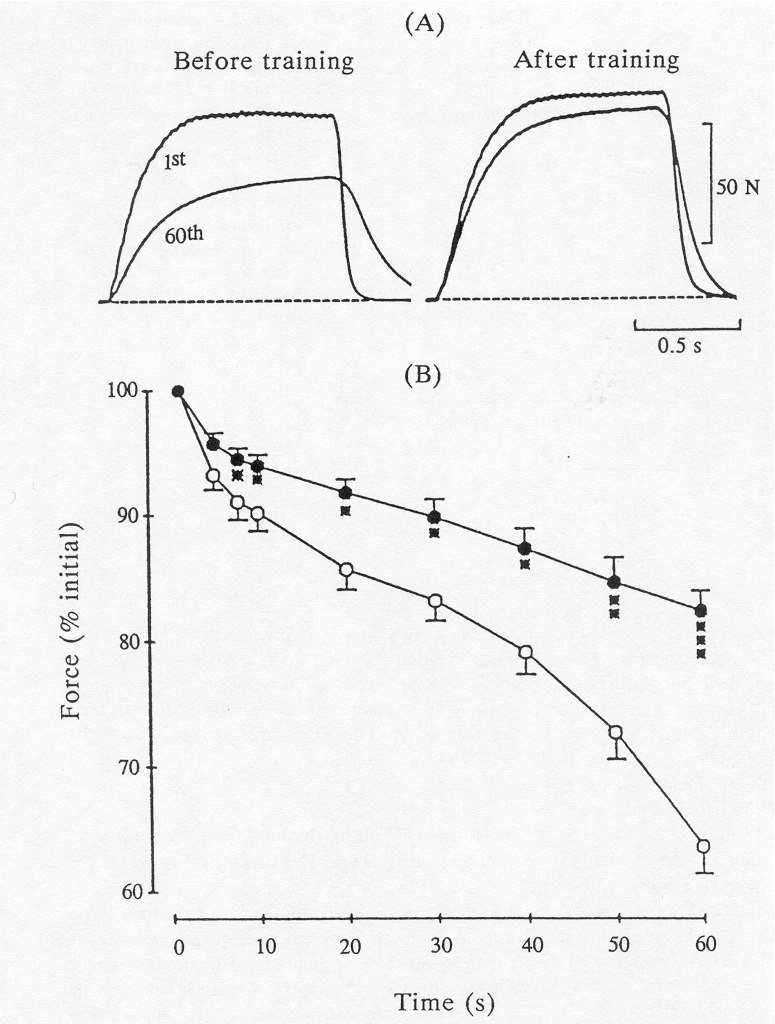 (A)
Before training
After training
1st
60th
50 N
0.5 s
(B)
100
90
80
70
60
Force (% initial)
0 10 20 30 40 50 60
Time (s)